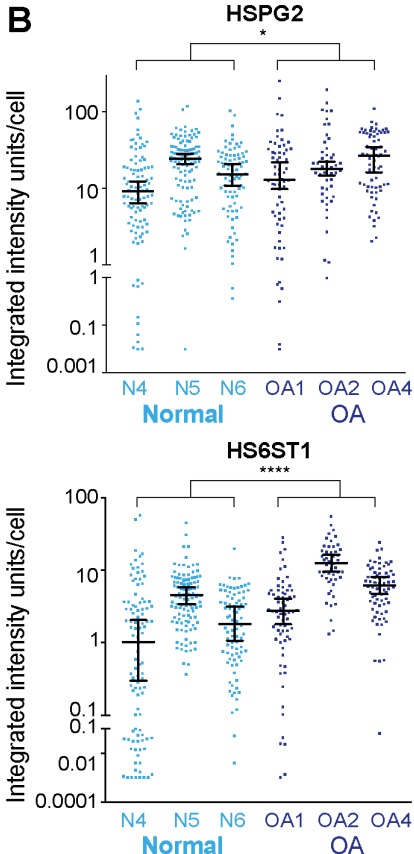 B
HSPG2
*
Integrated intensity units/cell
100
10
1
1
0.1
0.001
N4 N5 N6 OA1 OA2 OA4
Normal OA
HS6ST1
****
Integrated intensity units/cell
100
10
1
0.1
0.1
0.01
0.0001
N4 N5 N6 OA1 OA2 OA4
Normal OA